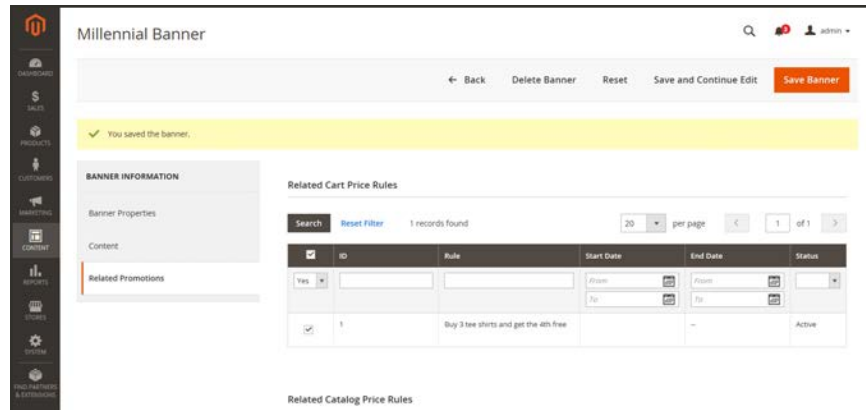 Millennial Banner
3
admin
DASHBOARD
SALES
PRODUCTS
CUSTOMERS
MARKETING
CONTENT
REPORTS
STORES
SYSTEM
FIND PARTNERS
& EXTENSIONS
← Back Delete Banner Reset Save and Continue Edit Save Banner
You saved the banner.
BANNER INFORMATION
Banner Properties
Content
Related Promotions
Related Cart Price Rules
Search Reset Filter 1 records found 20 per page 1 of 1
ID Rule Start Date End Date Status
Yes From From
To To
1 Buy 3 tee shirts and get the 4th free -- Active
Related Catalog Price Rules